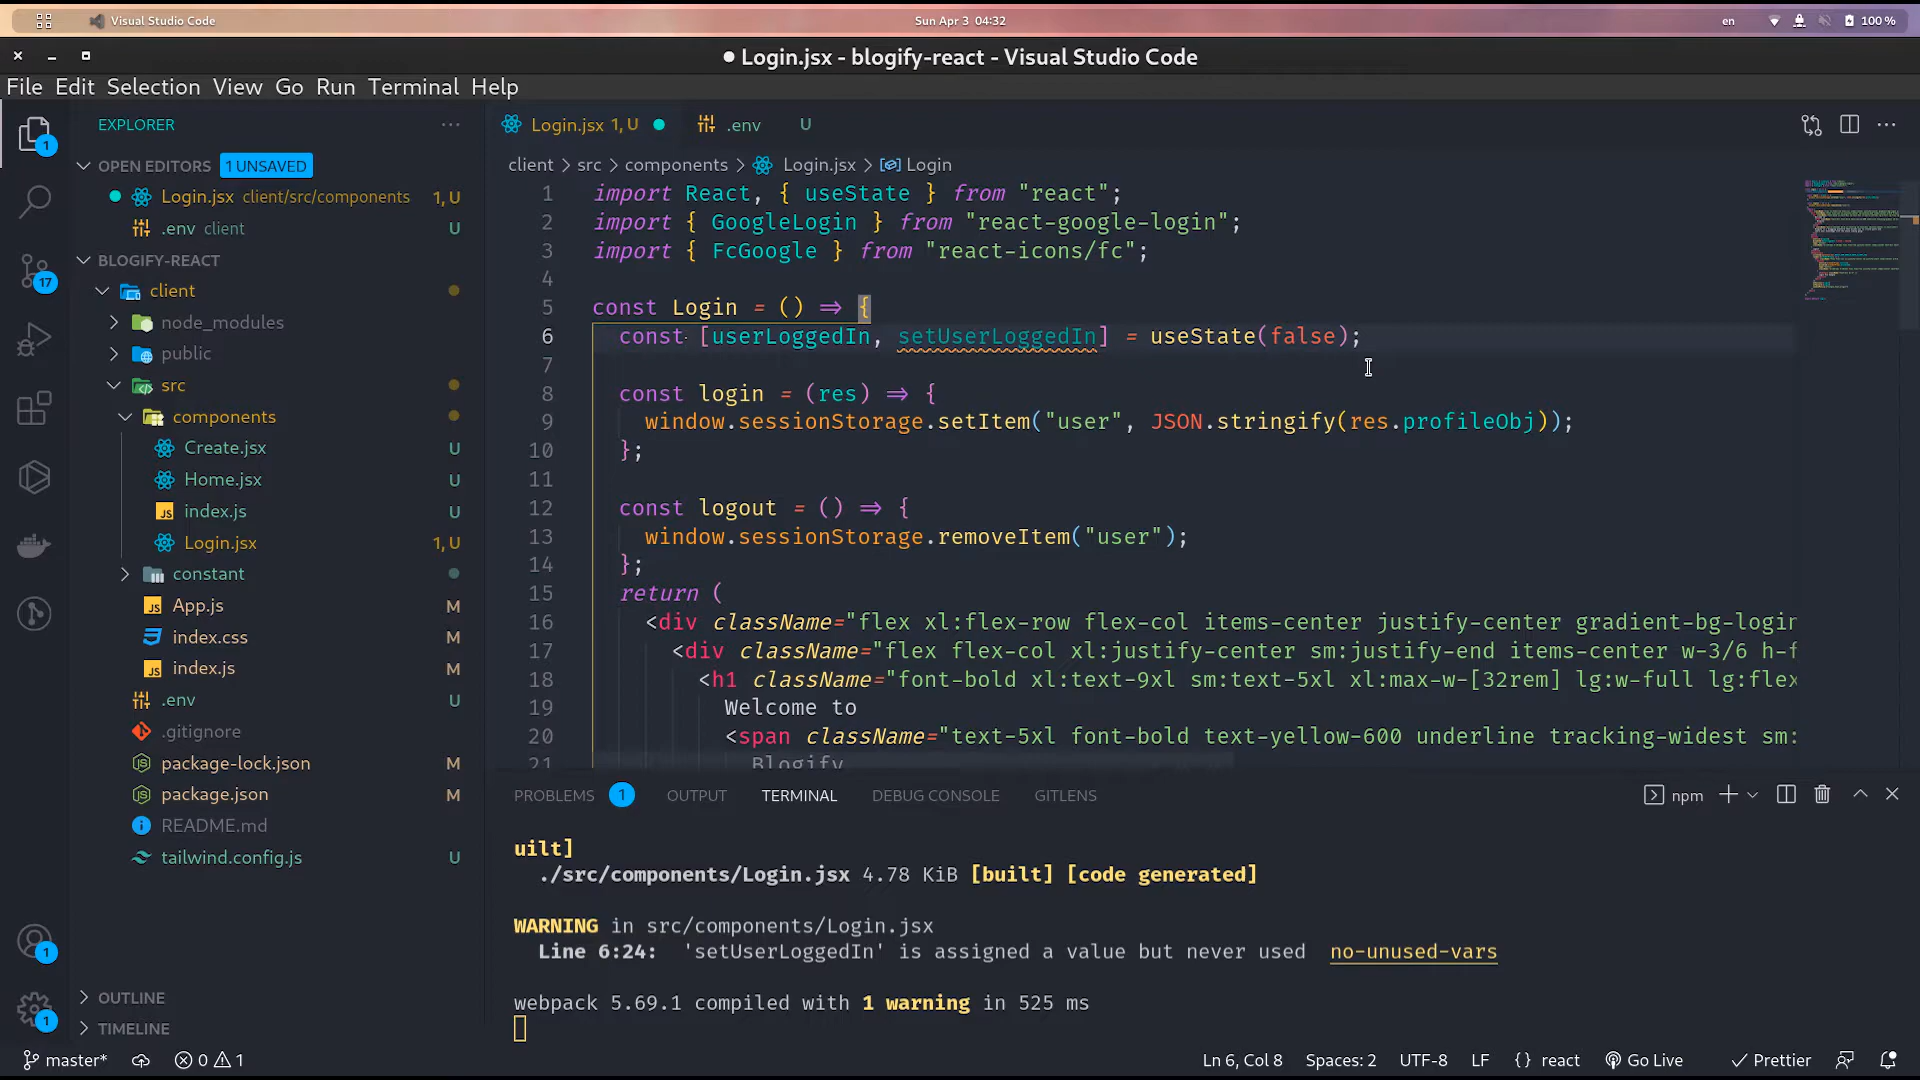 Visual Studio Code
Sun Apr 3 04:32
en
100 %
Login.jsx - blogify-react - Visual Studio Code
File Edit Selection View Go Run Terminal Help
EXPLORER
Login.jsx 1, U
.env U
OPEN EDITORS 1 UNSAVED
client > src > components > Login.jsx > Login
Login.jsx client/src/components 1, U
.env client U
BLOGIFY-REACT
client
node_modules
public
src
components
Create.jsx U
Home.jsx U
index.js U
Login.jsx 1, U
constant
App.js M
index.css M
index.js M
.env U
.gitignore
package-lock.json M
package.json M
README.md
tailwind.config.js U
OUTLINE
TIMELINE
1
17
1
1
1 import React, { useState } from "react";
2 import { GoogleLogin } from "react-google-login";
3 import { FcGoogle } from "react-icons/fc";
4
5 const Login = () => {
6 const [userLoggedIn, setUserLoggedIn] = useState(false);
7
8 const login = (res) => {
9 window.sessionStorage.setItem("user", JSON.stringify(res.profileObj));
10 };
11
12 const logout = () => {
13 window.sessionStorage.removeItem("user");
14 };
15 return (
16 <div className="flex xl:flex-row flex-col items-center justify-center gradient-bg-login
17 <div className="flex flex-col xl:justify-center sm:justify-end items-center w-3/6 h-f
18 <h1 className="font-bold xl:text-9xl sm:text-5xl xl:max-w-[32rem] lg:w-full lg:flex
19 Welcome to
20 <span className="text-5xl font-bold text-yellow-600 underline tracking-widest sm:
21 Blogify
PROBLEMS 1 OUTPUT TERMINAL DEBUG CONSOLE GITLENS
npm
uilt]
./src/components/Login.jsx 4.78 KiB [built] [code generated]
WARNING in src/components/Login.jsx
Line 6:24: 'setUserLoggedIn' is assigned a value but never used no-unused-vars
webpack 5.69.1 compiled with 1 warning in 525 ms
master* 0 1
Ln 6, Col 8 Spaces: 2 UTF-8 LF {} react Go Live Prettier